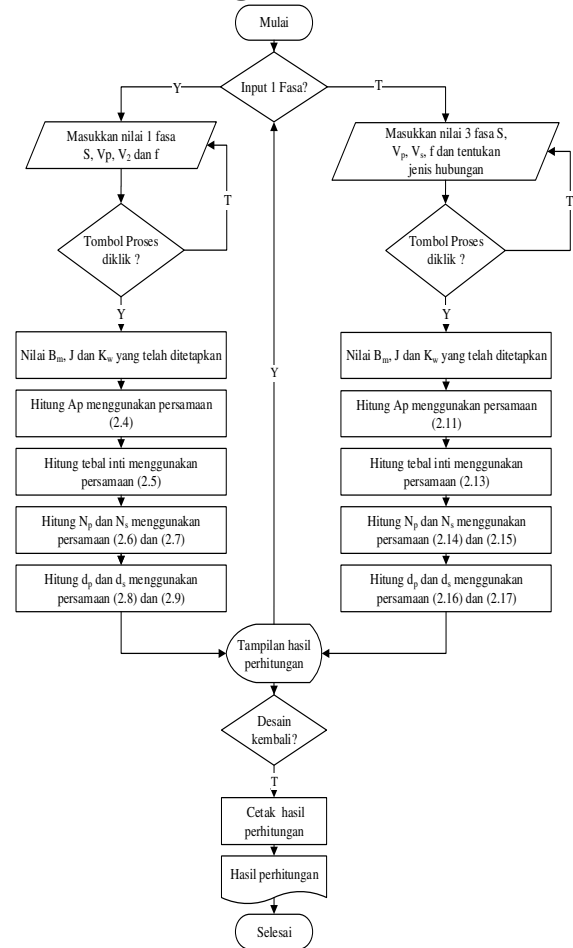 Mulai
Input 1 Fasa?
Y
T
Masukkan nilai 1 fasa
S, Vp, V₂ dan f
T
Tombol Proses
diklik ?
Y
Nilai Bₘ, J dan K_w yang telah ditetapkan
Hitung Ap menggunakan persamaan
(2.4)
Hitung tebal inti menggunakan
persamaan (2.5)
Hitung Nₚ dan Nₛ menggunakan
persamaan (2.6) dan (2.7)
Hitung dₚ dan dₛ menggunakan
persamaan (2.8) dan (2.9)
Masukkan nilai 3 fasa S,
Vₚ, Vₛ, f dan tentukan
jenis hubungan
T
Tombol Proses
diklik ?
Y
Nilai Bₘ, J dan K_w yang telah ditetapkan
Hitung Ap menggunakan persamaan
(2.11)
Hitung tebal inti menggunakan
persamaan (2.13)
Hitung Nₚ dan Nₛ menggunakan
persamaan (2.14) dan (2.15)
Hitung dₚ dan dₛ menggunakan
persamaan (2.16) dan (2.17)
Y
Tampilan hasil
perhitungan
Desain
kembali?
T
Cetak hasil
perhitungan
Hasil perhitungan
Selesai